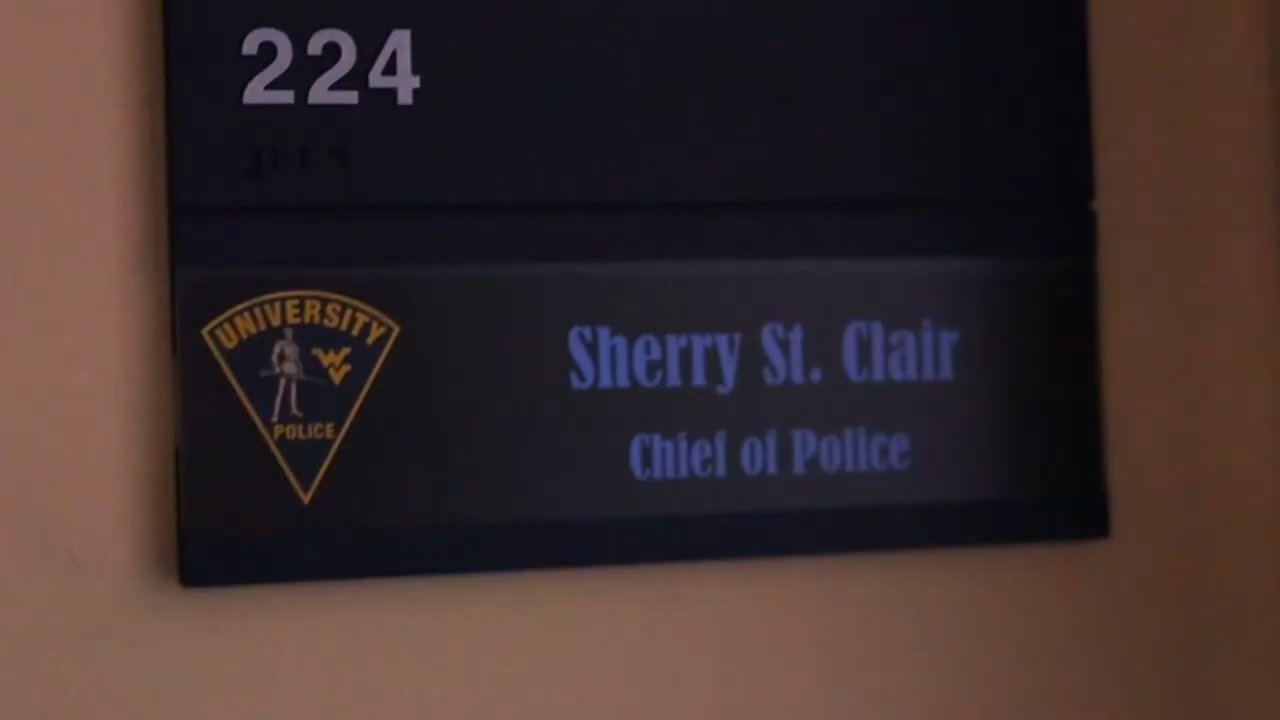 224
UNIVERSITY
WV
POLICE
Sherry St. Clair
Chief of Police